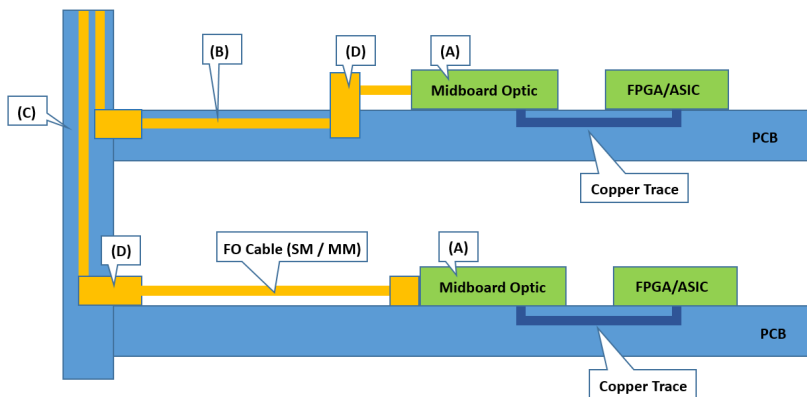 (B)
(D)
(A)
Midboard Optic
FPGA/ASIC
(C)
PCB
Copper Trace
(D)
FO Cable (SM / MM)
(A)
Midboard Optic
FPGA/ASIC
PCB
Copper Trace